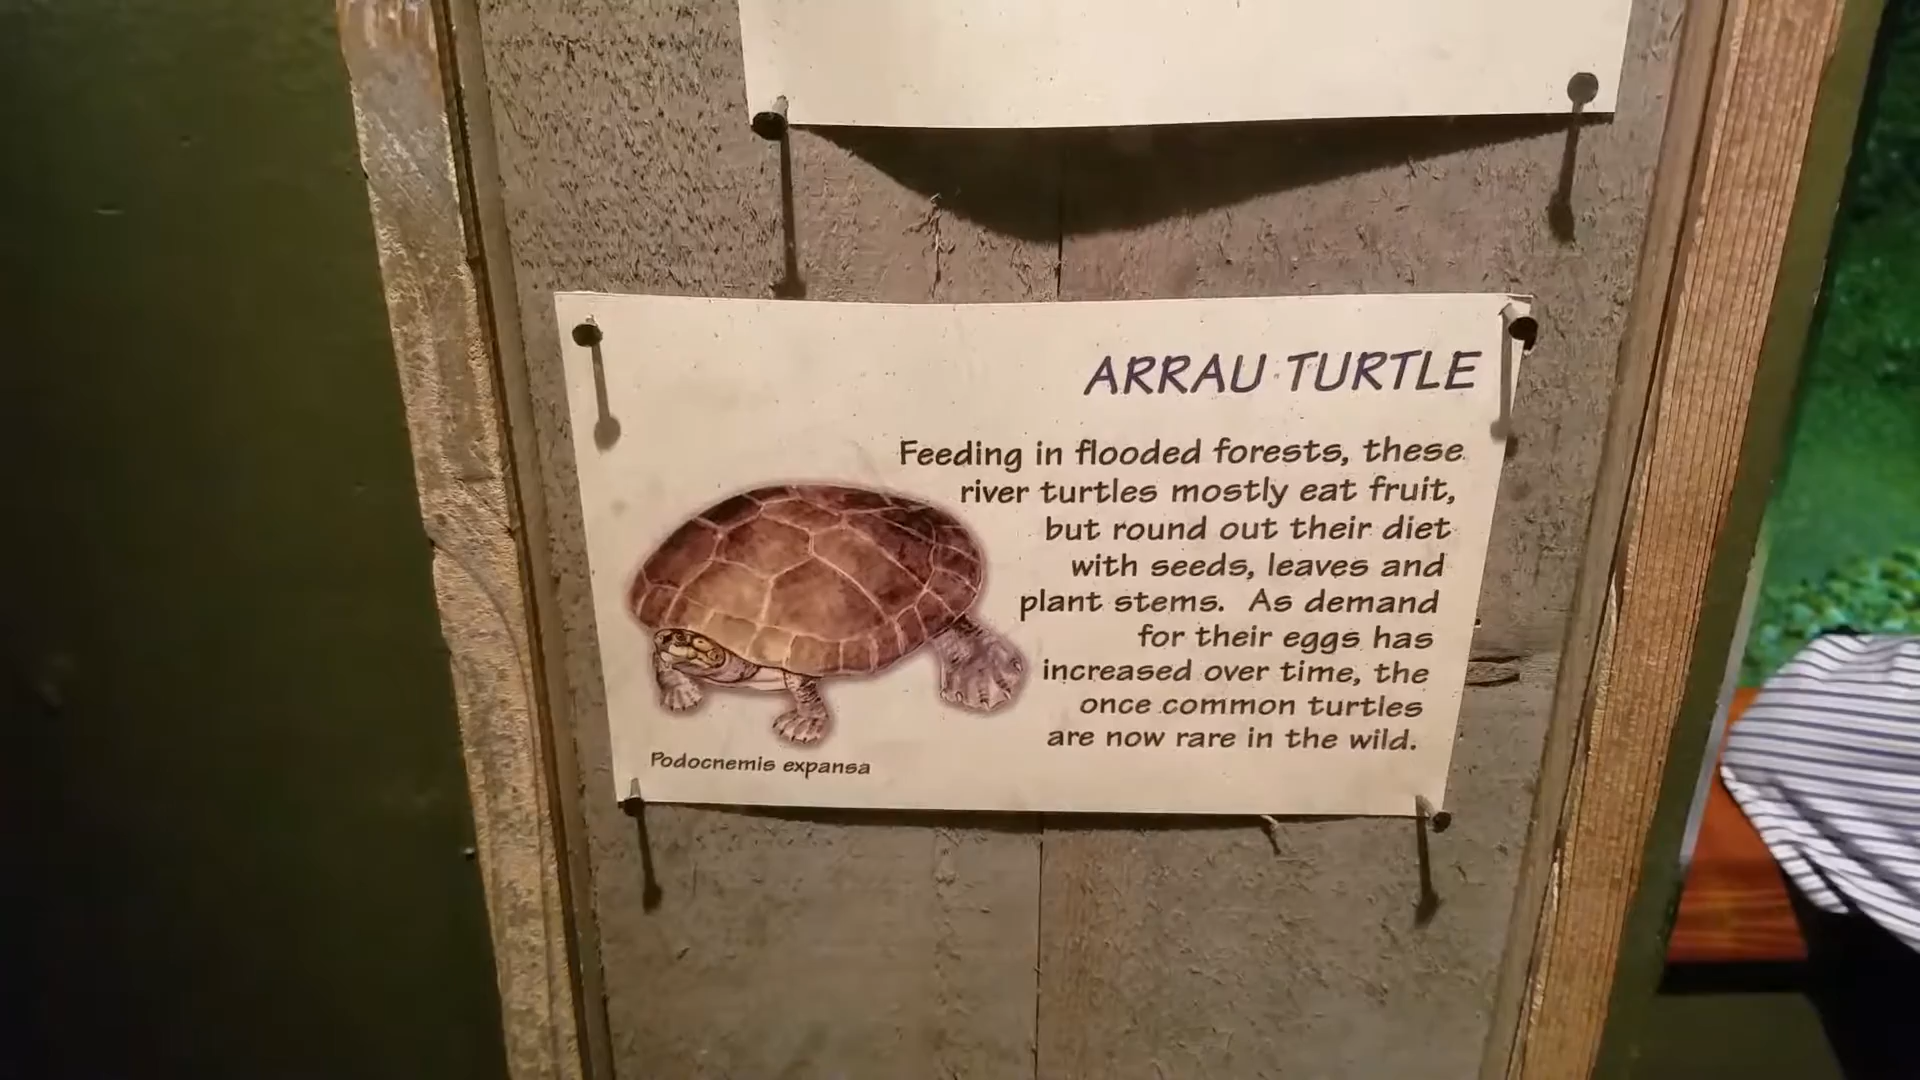 ARRAU TURTLE
Feeding in flooded forests, these
river turtles mostly eat fruit,
but round out their diet
with seeds, leaves and
plant stems. As demand
for their eggs has
increased over time, the
once common turtles
are now rare in the wild.
Podocnemis expansa